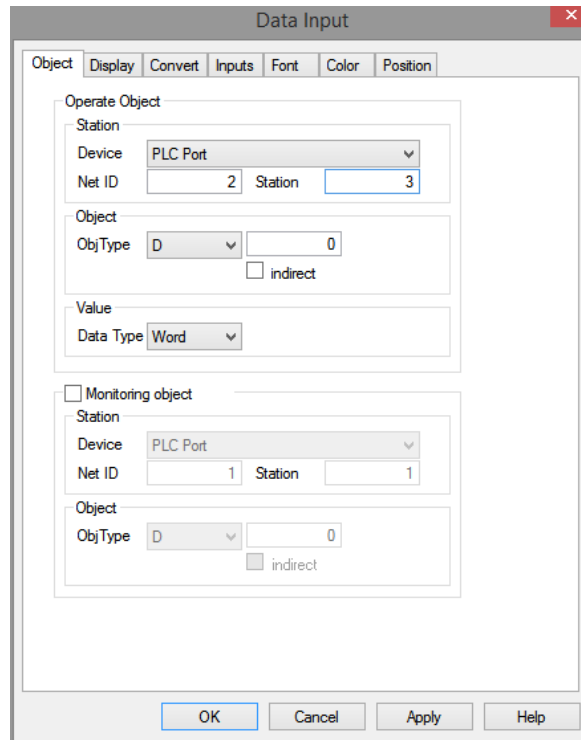 Data Input
Object Display Convert Inputs Font Color Position
Operate Object
Station
Device PLC Port
Net ID 2 Station 3
Object
ObjType D 0
indirect
Value
Data Type Word
Monitoring object
Station
Device PLC Port
Net ID 1 Station 1
Object
ObjType D 0
indirect
OK Cancel Apply Help